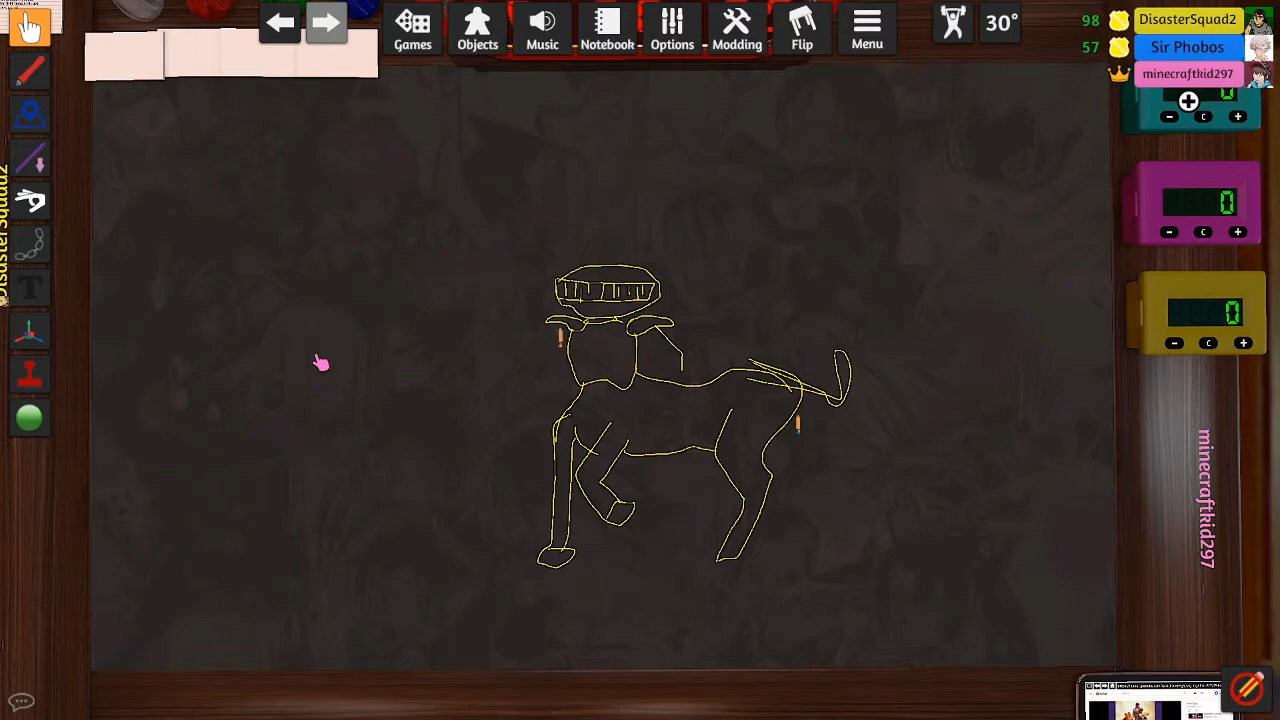 Games
Objects
Music
Notebook
Options
Modding
Flip
Menu
30°
98
DisasterSquad2
57
Sir Phobos
minecraftkid297
0
- C +
0
- C +
0
- C +
DisasterSquad2
T
minecraftkid297